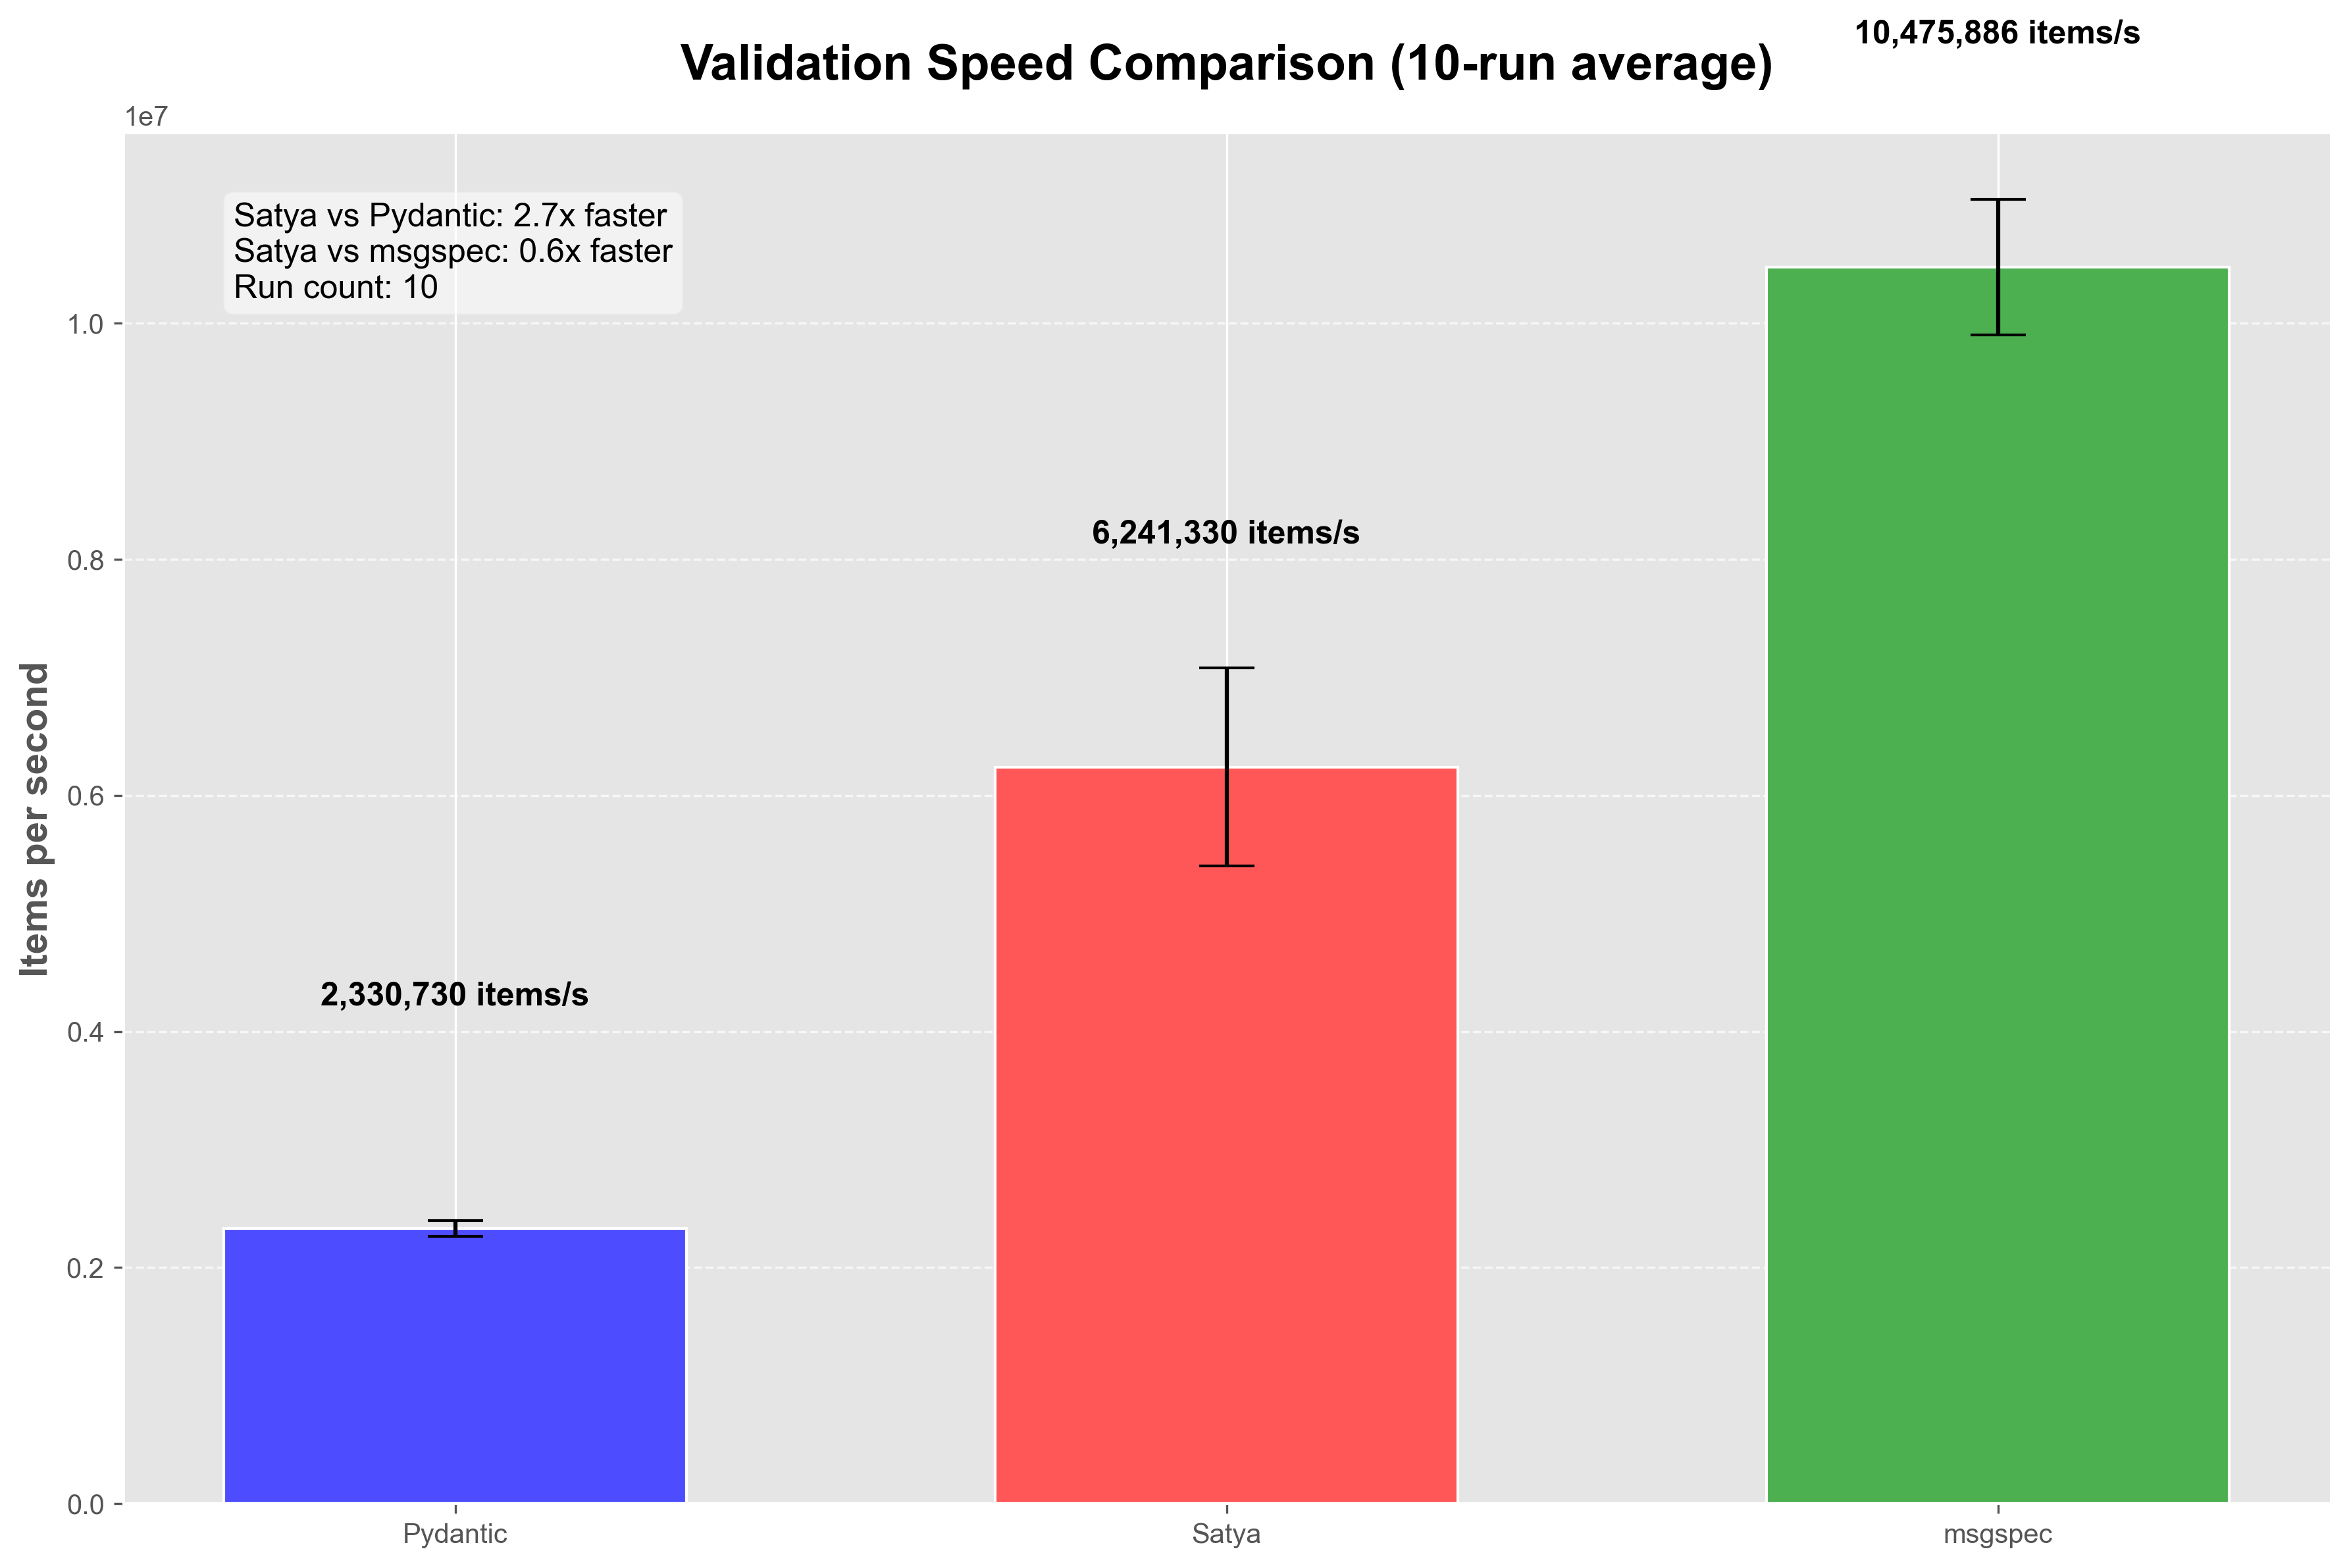 10,475,886 items/s
Validation Speed Comparison (10-run average)
1e7
Satya vs Pydantic: 2.7x faster
Satya vs msgspec: 0.6x faster
Run count: 10
1.0
6,241,330 items/s
0.8
Items per second
0.6
2,330,730 items/s
0.4
0.2
0.0
Pydantic
Satya
msgspec